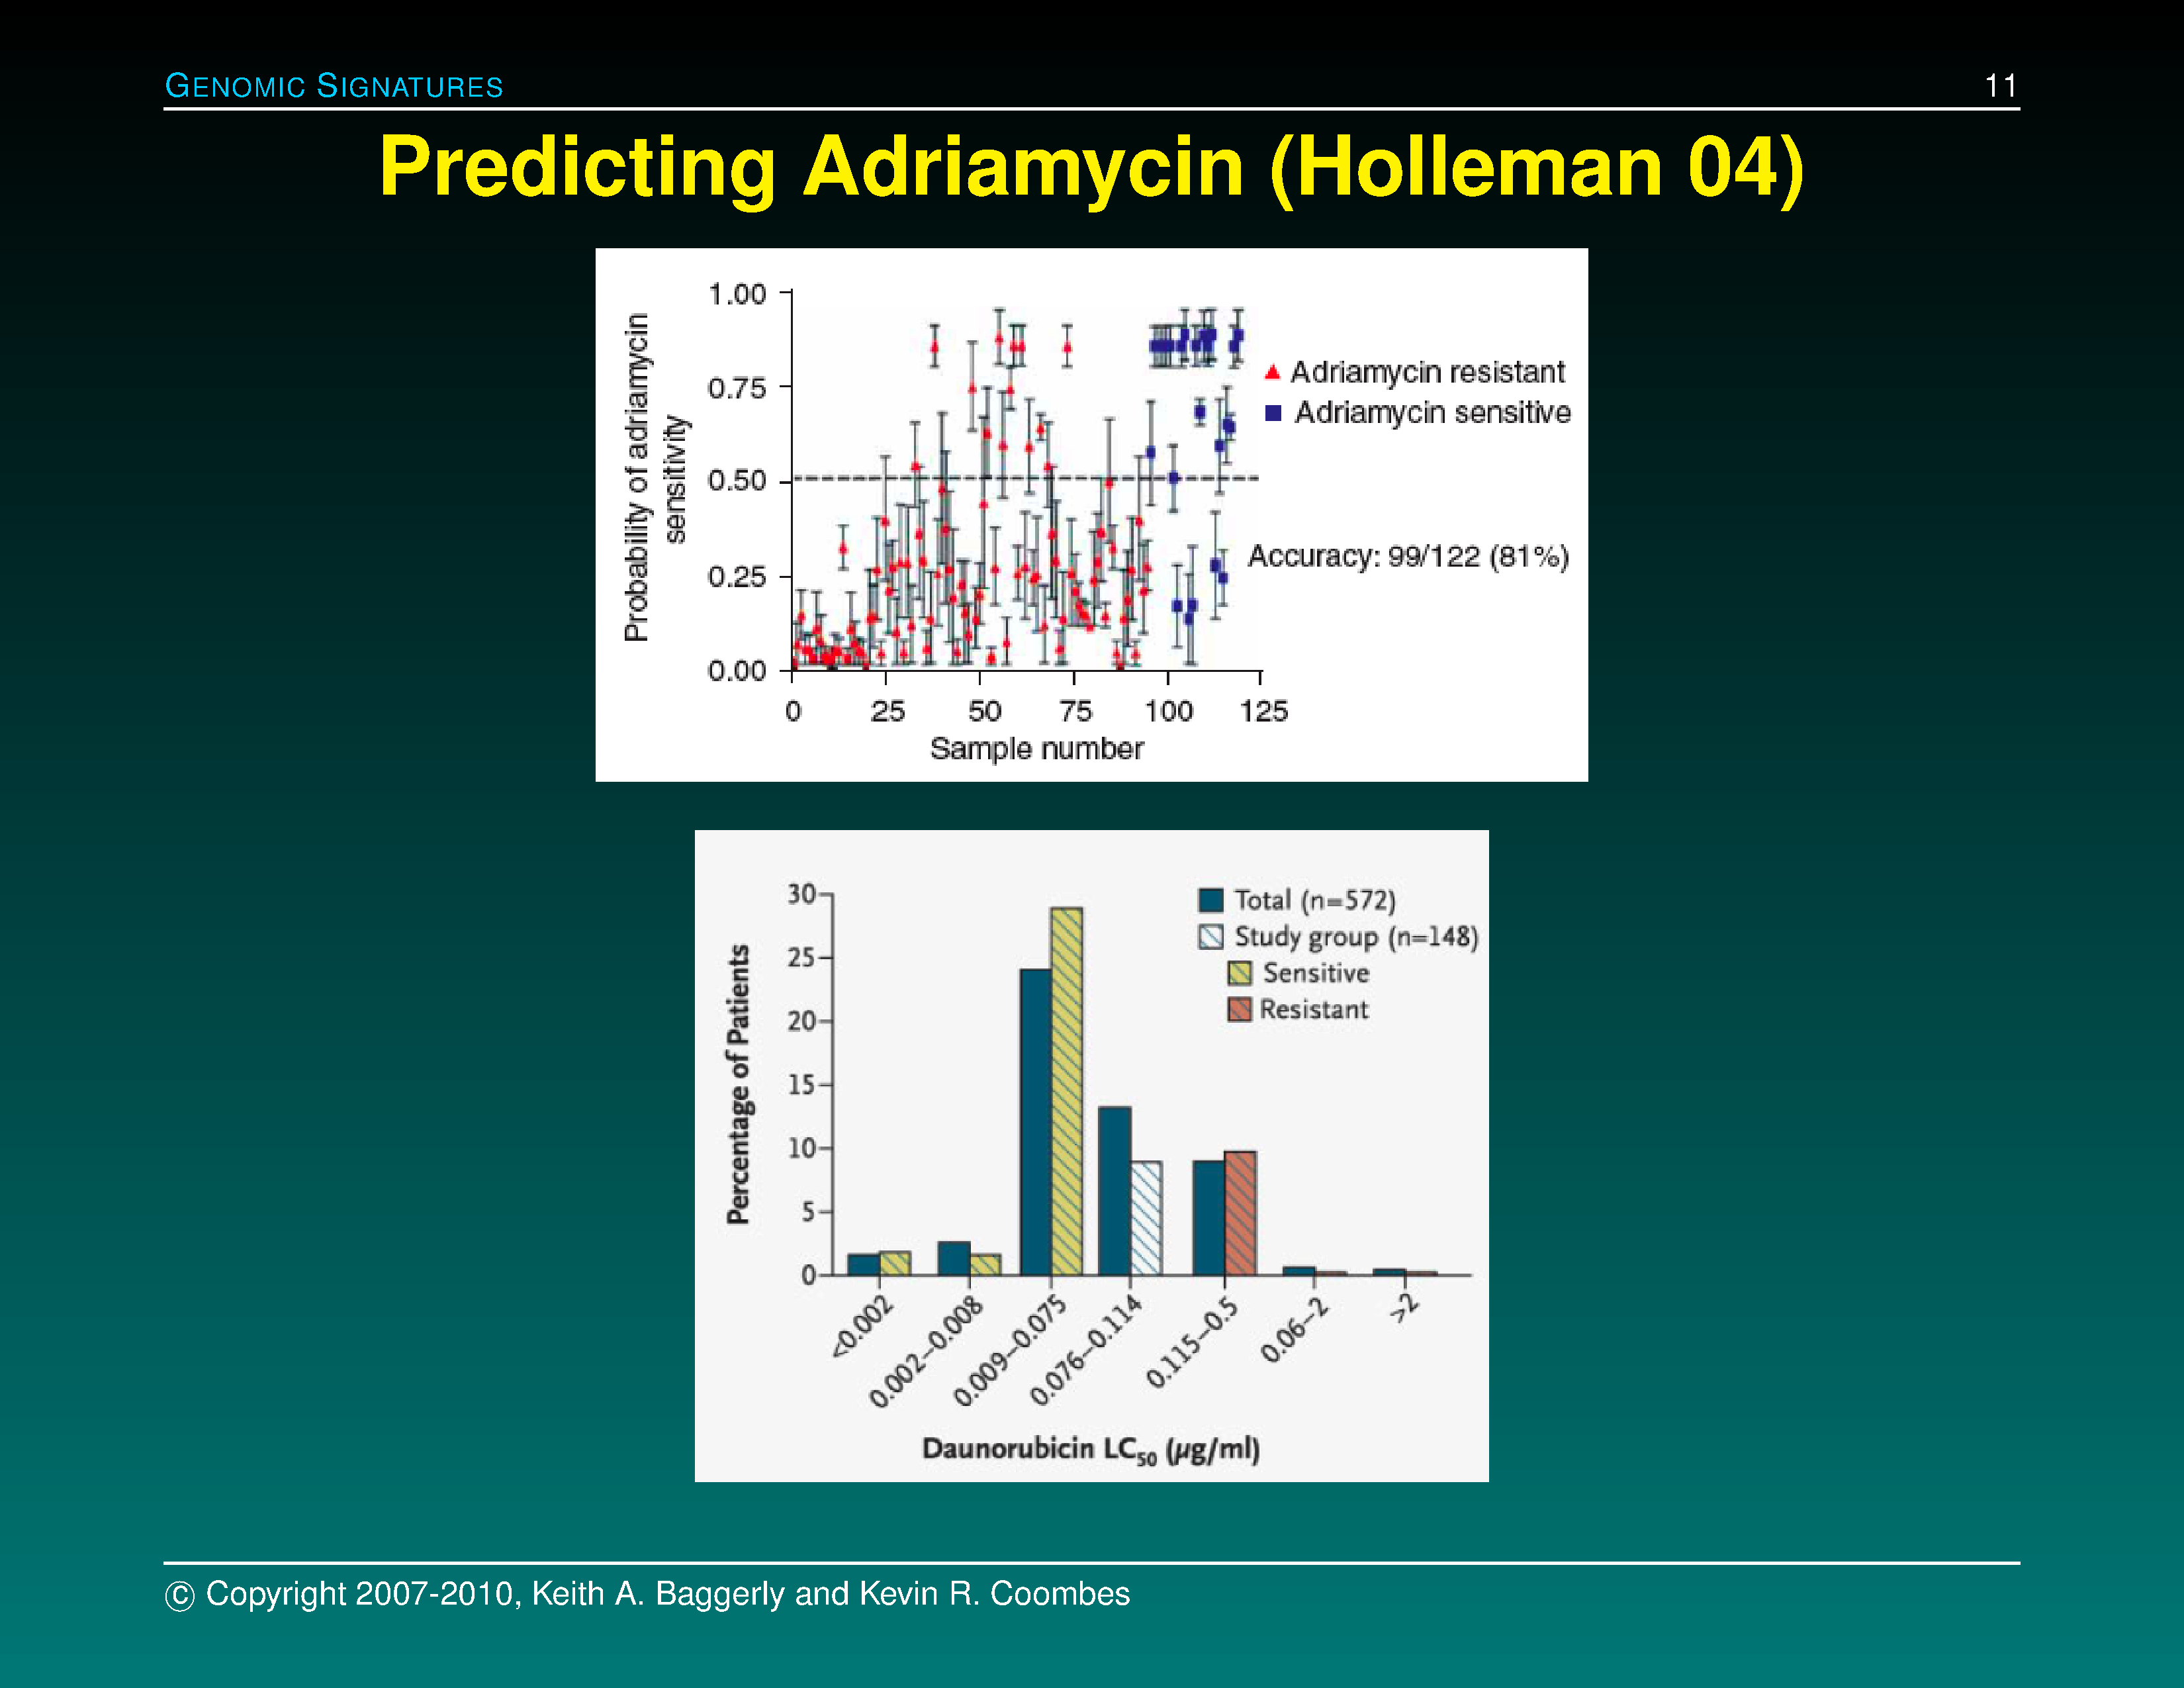 GENOMIC SIGNATURES 11
Predicting Adriamycin (Holleman 04)
Probability of adriamycin
sensitivity
1.00
0.75
0.50
0.25
0.00
0 25 50 75 100 125
Sample number
Adriamycin resistant
Adriamycin sensitive
Accuracy: 99/122 (81%)
Percentage of Patients
30
25
20
15
10
5
0
Total (n=572)
Study group (n=148)
Sensitive
Resistant
<0.002 0.002–0.008 0.009–0.075 0.076–0.114 0.115–0.5 0.06–2 >2
Daunorubicin LC50 (µg/ml)
© Copyright 2007-2010, Keith A. Baggerly and Kevin R. Coombes